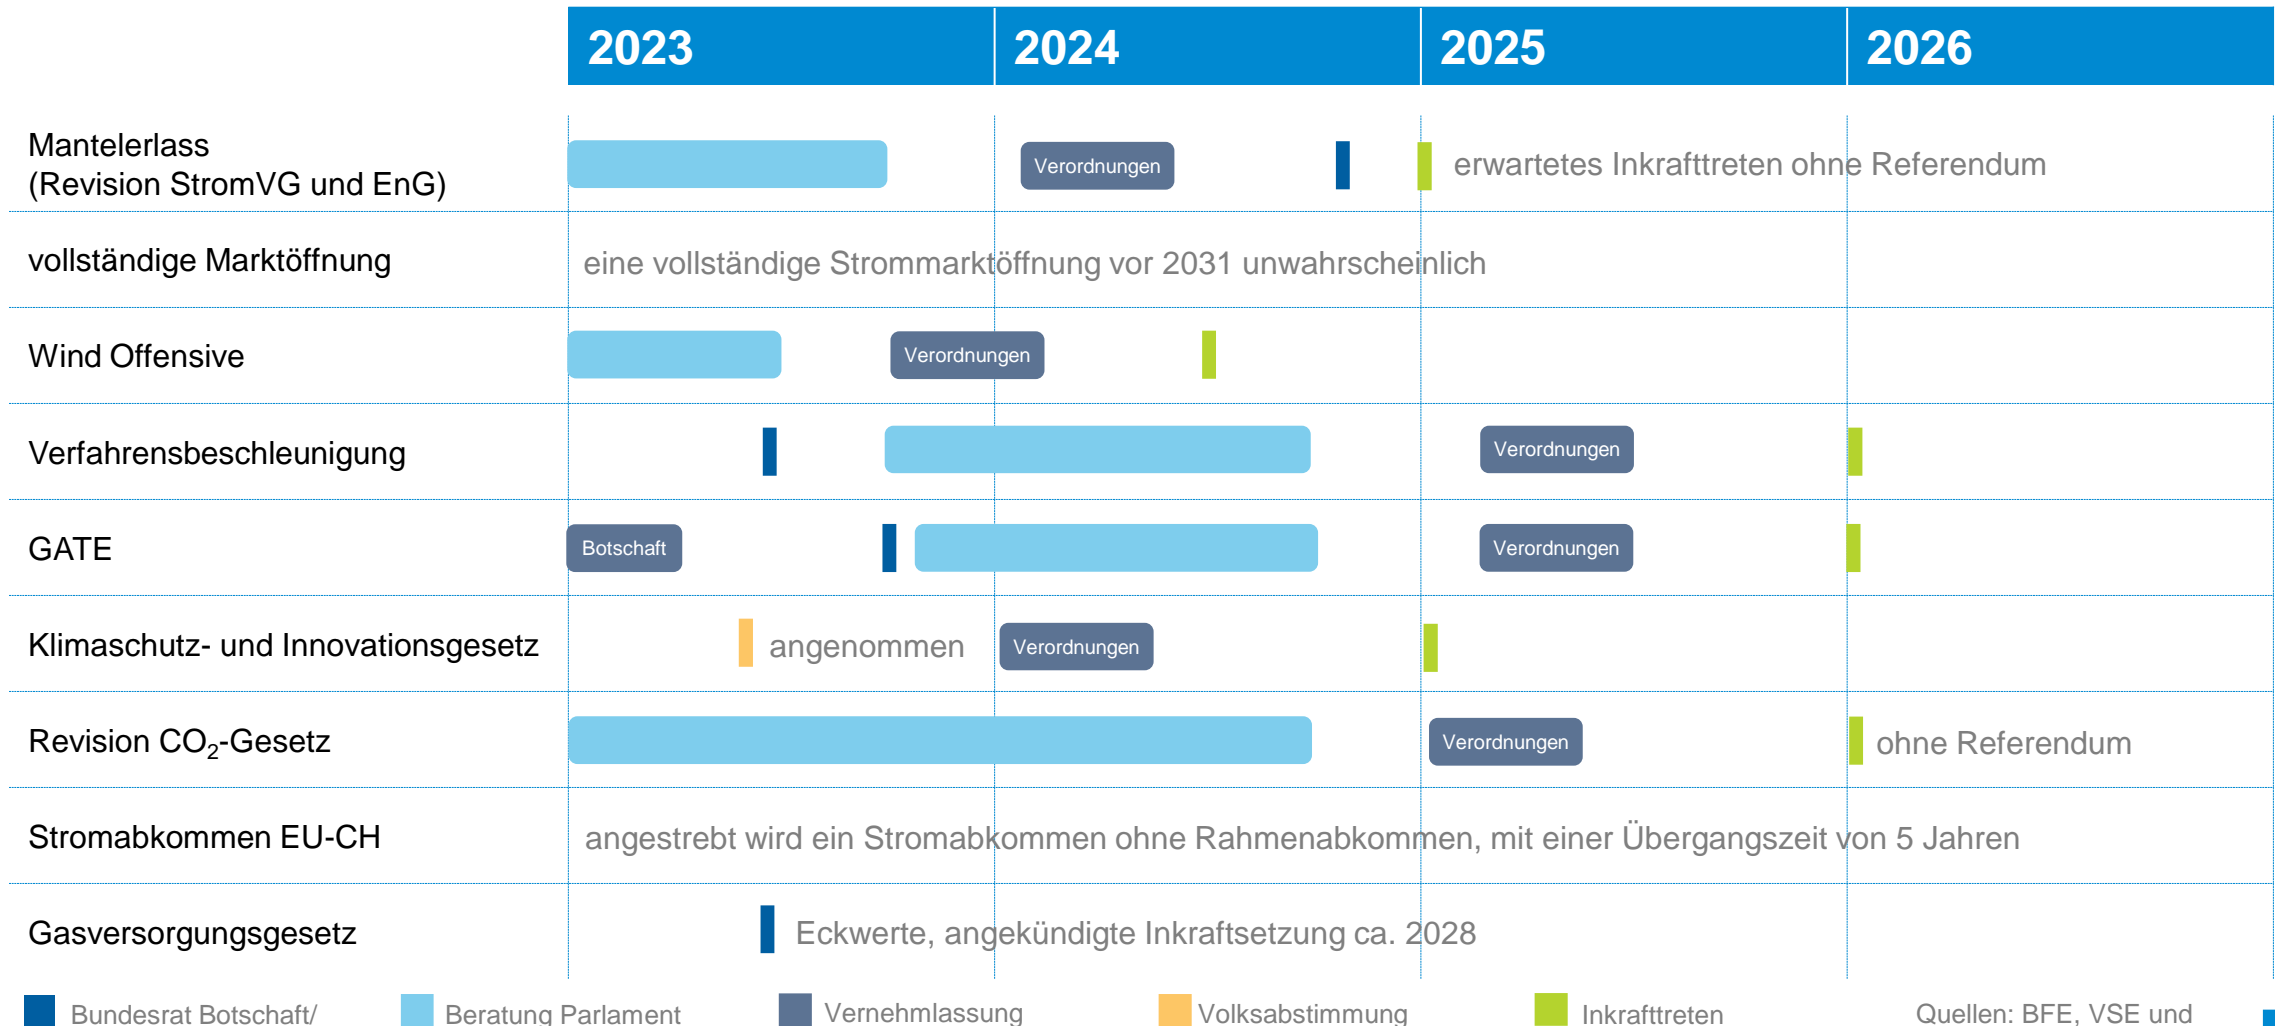 2023 2024 2025 2026
Mantelerlass
(Revision StromVG und EnG)
Verordnungen
erwartetes Inkrafttreten ohne Referendum
vollständige Marktöffnung
eine vollständige Strommarktöffnung vor 2031 unwahrscheinlich
Wind Offensive
Verordnungen
Verfahrensbeschleunigung
Verordnungen
GATE
Botschaft
Verordnungen
Klimaschutz- und Innovationsgesetz
angenommen
Verordnungen
Revision CO₂-Gesetz
Verordnungen
ohne Referendum
Stromabkommen EU-CH
angestrebt wird ein Stromabkommen ohne Rahmenabkommen, mit einer Übergangszeit von 5 Jahren
Gasversorgungsgesetz
Eckwerte, angekündigte Inkraftsetzung ca. 2028
Bundesrat Botschaft/
Beratung Parlament
Vernehmlassung
Volksabstimmung
Inkrafttreten
Quellen: BFE, VSE und